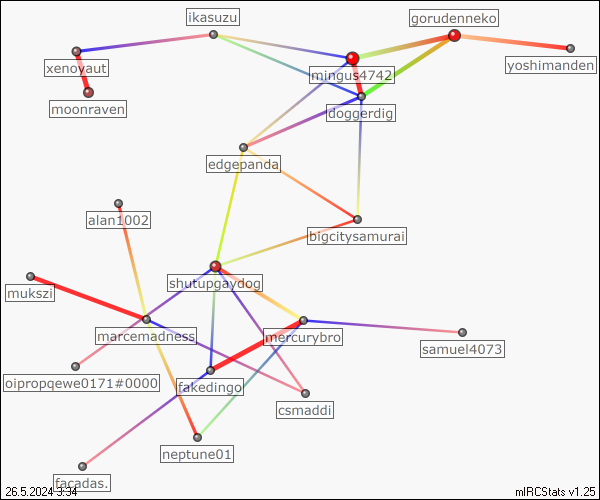 ikasuzu
gorudenneko
xenoyaut
mingus4742
yoshimanden
moonraven
doggerdig
edgepanda
alan1002
bigcitysamurai
shutupgaydog
mukszi
marcemadness
mercurybro
samuel4073
oipropqewe0171#0000
fakedingo
csmaddi
neptune01
facadas.
26.5.2024 3:34
mIRCStats v1.25